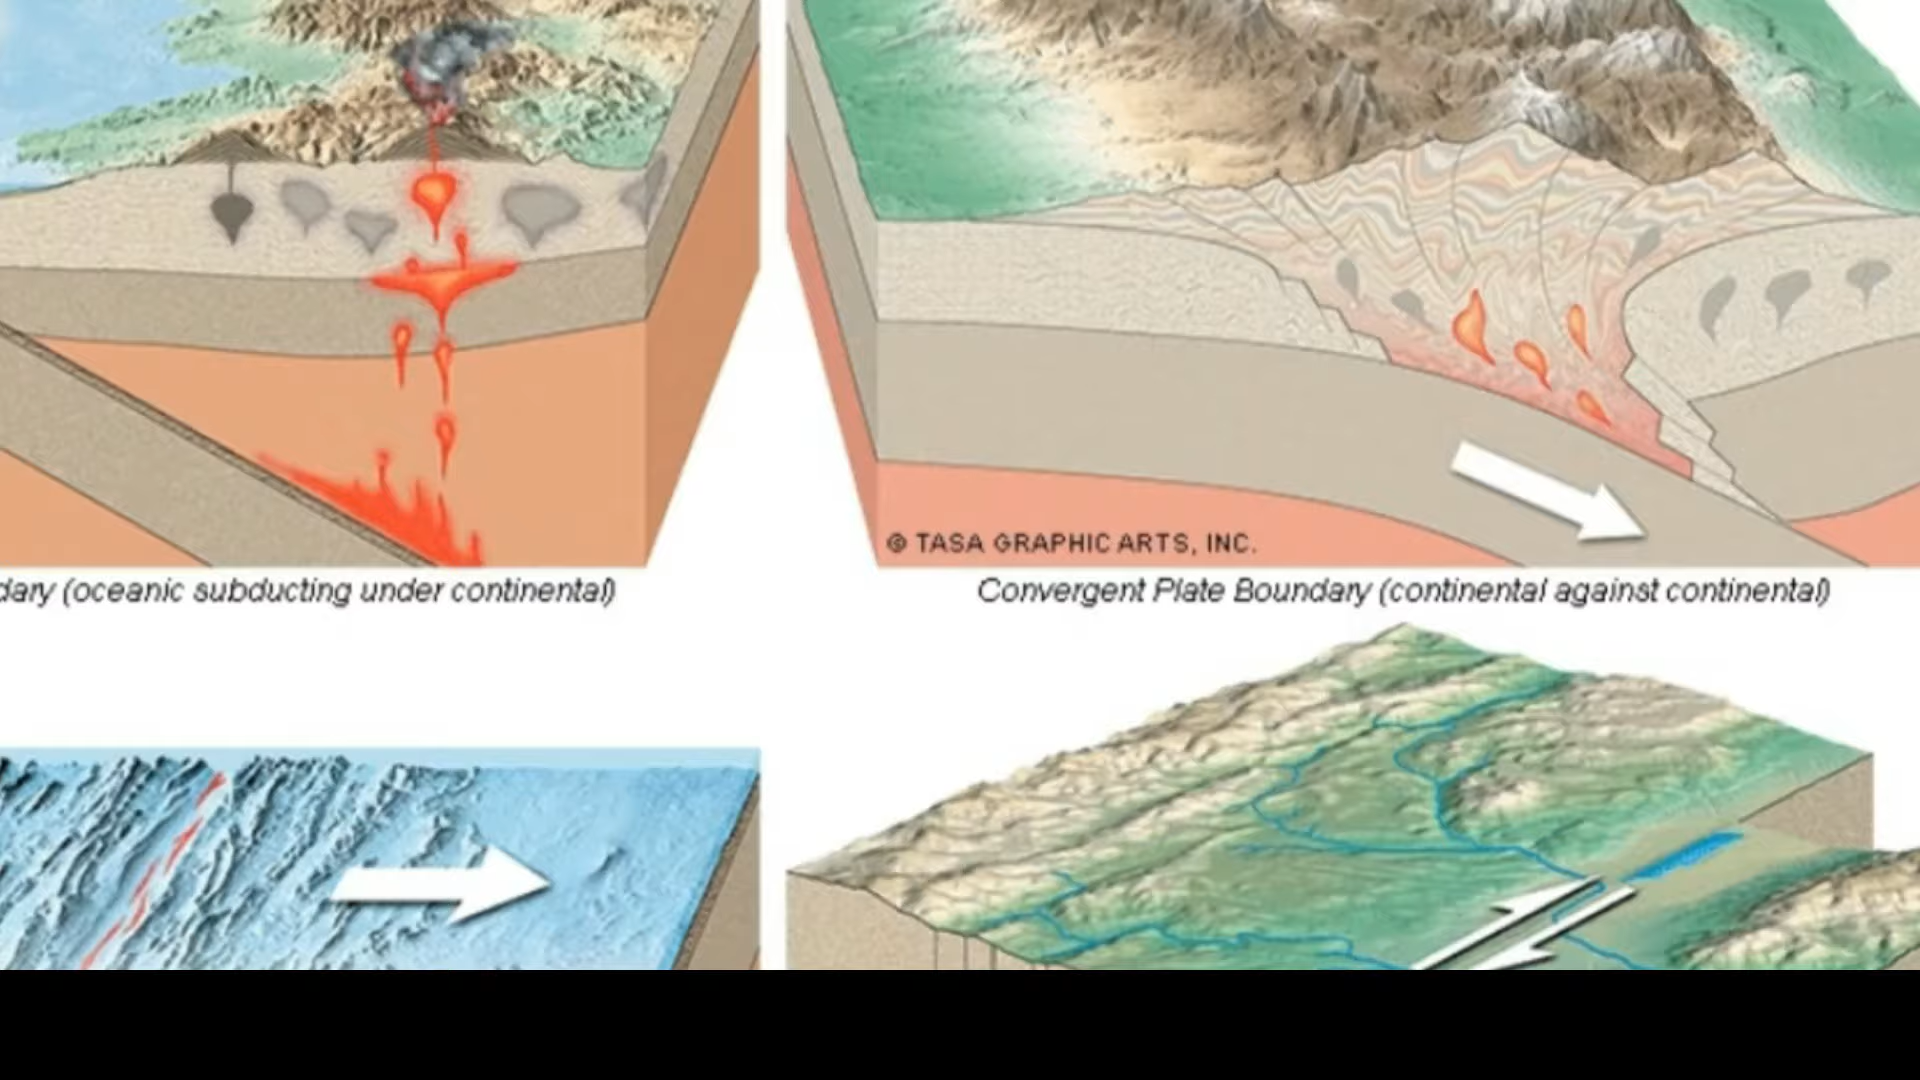 © TASA GRAPHIC ARTS, INC.
dary (oceanic subducting under continental)
Convergent Plate Boundary (continental against continental)